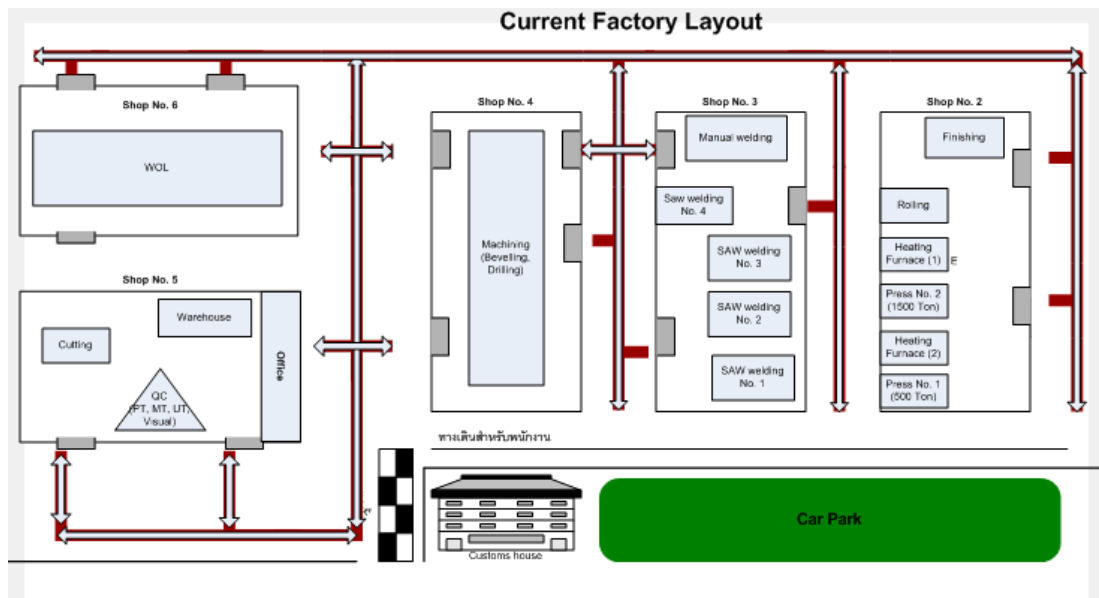 Current Factory Layout
Shop No. 6
WOL
Shop No. 5
Warehouse
Cutting
QC
(PT, MT, UT,
Visual)
Office
Shop No. 4
Machining
(Bevelling,
Drilling)
Shop No. 3
Manual welding
Saw welding
No. 4
SAW welding
No. 3
SAW welding
No. 2
SAW welding
No. 1
Shop No. 2
Finishing
Rolling
Heating
Furnace (1)
E
Press No. 2
(1500 Ton)
Heating
Furnace (2)
Press No. 1
(500 Ton)
ทางเดินสำหรับพนักงาน
Customs house
Car Park